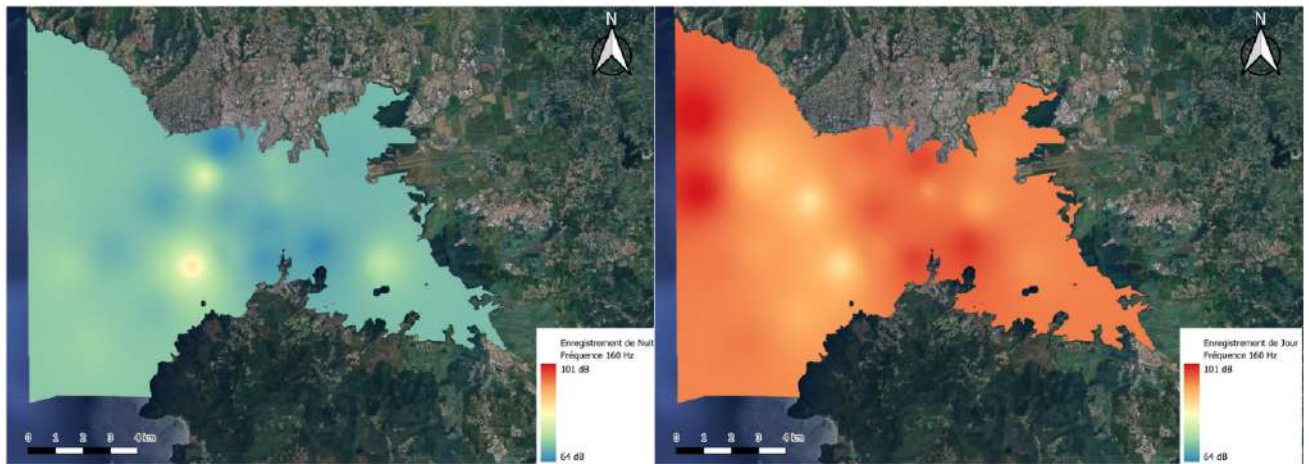 N
Enregistrement de Nuit
Fréquence 160 Hz
101 dB
64 dB
0 1 2 3 4 km
N
Enregistrement de Jour
Fréquence 160 Hz
101 dB
64 dB
0 1 2 3 4 km